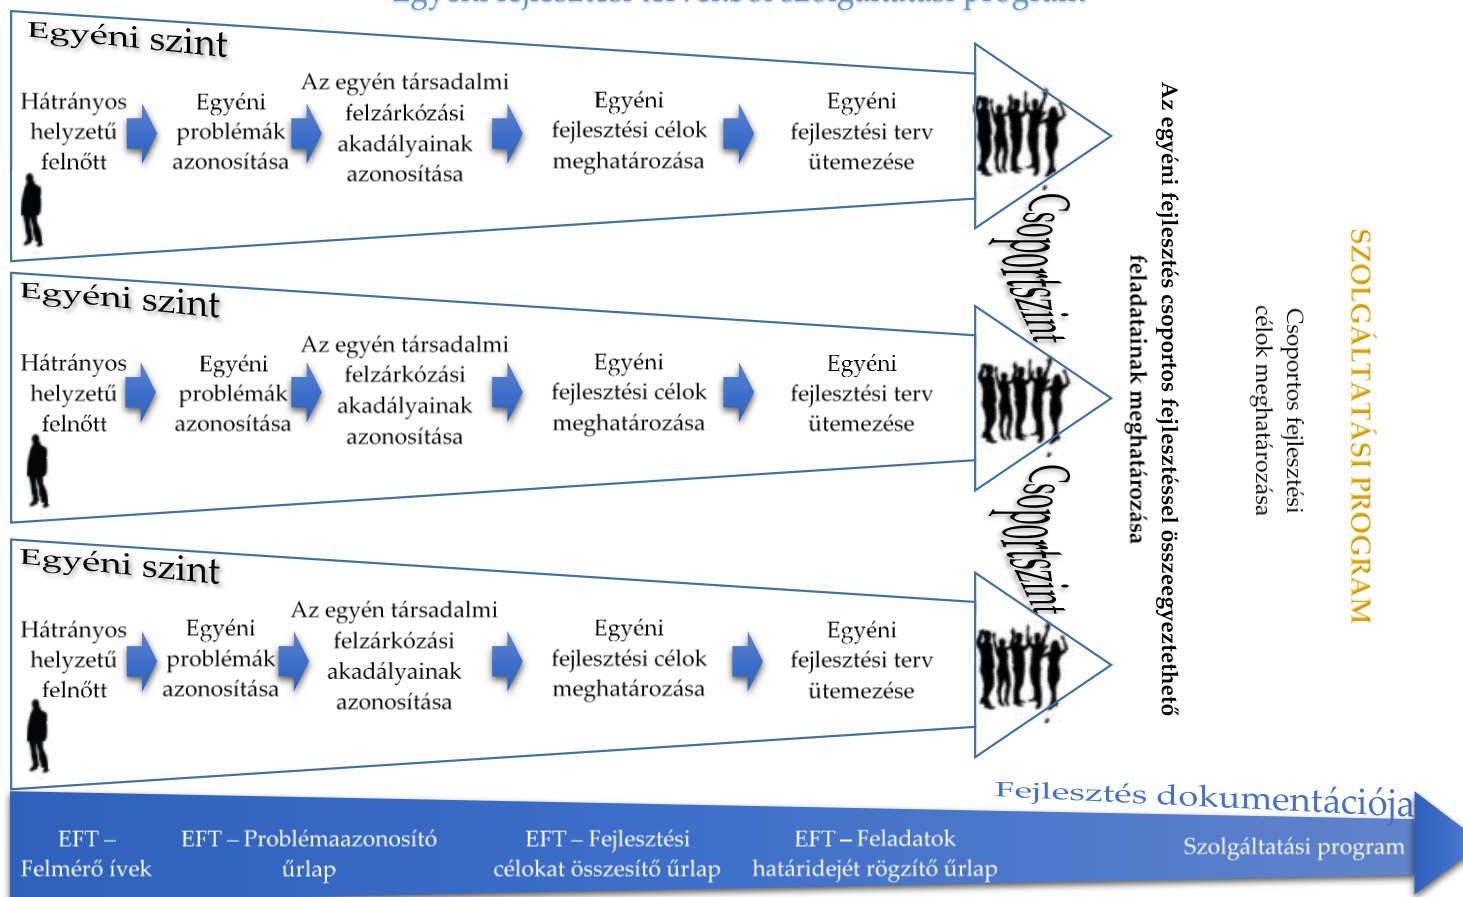 Egyéni fejlesztési tervekből szolgáltatási program
Egyéni szint
Hátrányos
helyzetű
felnőtt
Egyéni
problémák
azonosítása
Az egyén társadalmi
felzárkózási
akadályainak
azonosítása
Egyéni
fejlesztési célok
meghatározása
Egyéni
fejlesztési terv
ütemezése
Egyéni szint
Hátrányos
helyzetű
felnőtt
Egyéni
problémák
azonosítása
Az egyén társadalmi
felzárkózási
akadályainak
azonosítása
Egyéni
fejlesztési célok
meghatározása
Egyéni
fejlesztési terv
ütemezése
Egyéni szint
Hátrányos
helyzetű
felnőtt
Egyéni
problémák
azonosítása
Az egyén társadalmi
felzárkózási
akadályainak
azonosítása
Egyéni
fejlesztési célok
meghatározása
Egyéni
fejlesztési terv
ütemezése
Csoportszint
Csoportszint
Az egyéni fejlesztés csoportos fejlesztéssel összeegyeztethető
feladatainak meghatározása
Csoportos fejlesztési
célok meghatározása
SZOLGÁLTATÁSI PROGRAM
Fejlesztés dokumentációja
EFT –
Felmérő ívek
EFT – Problémaazonosító
űrlap
EFT – Fejlesztési
célokat összesítő űrlap
EFT – Feladatok
határidejét rögzítő űrlap
Szolgáltatási program